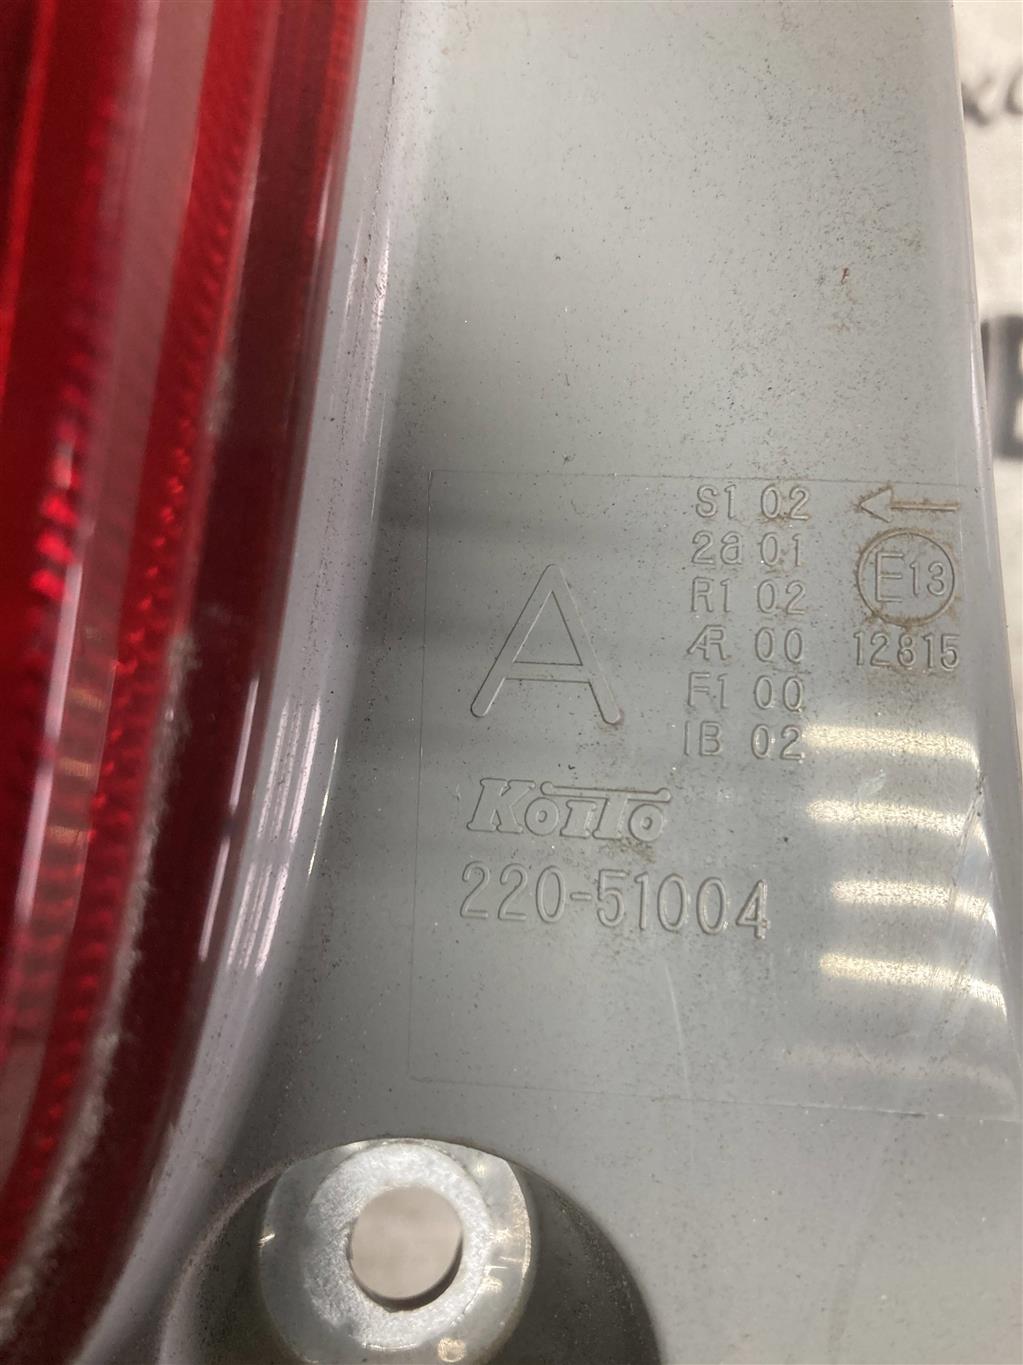 S1 02
2a 01
R1 02
AR 00
F1 00
IB 02
E13
12815
A
KOITO
220-51004